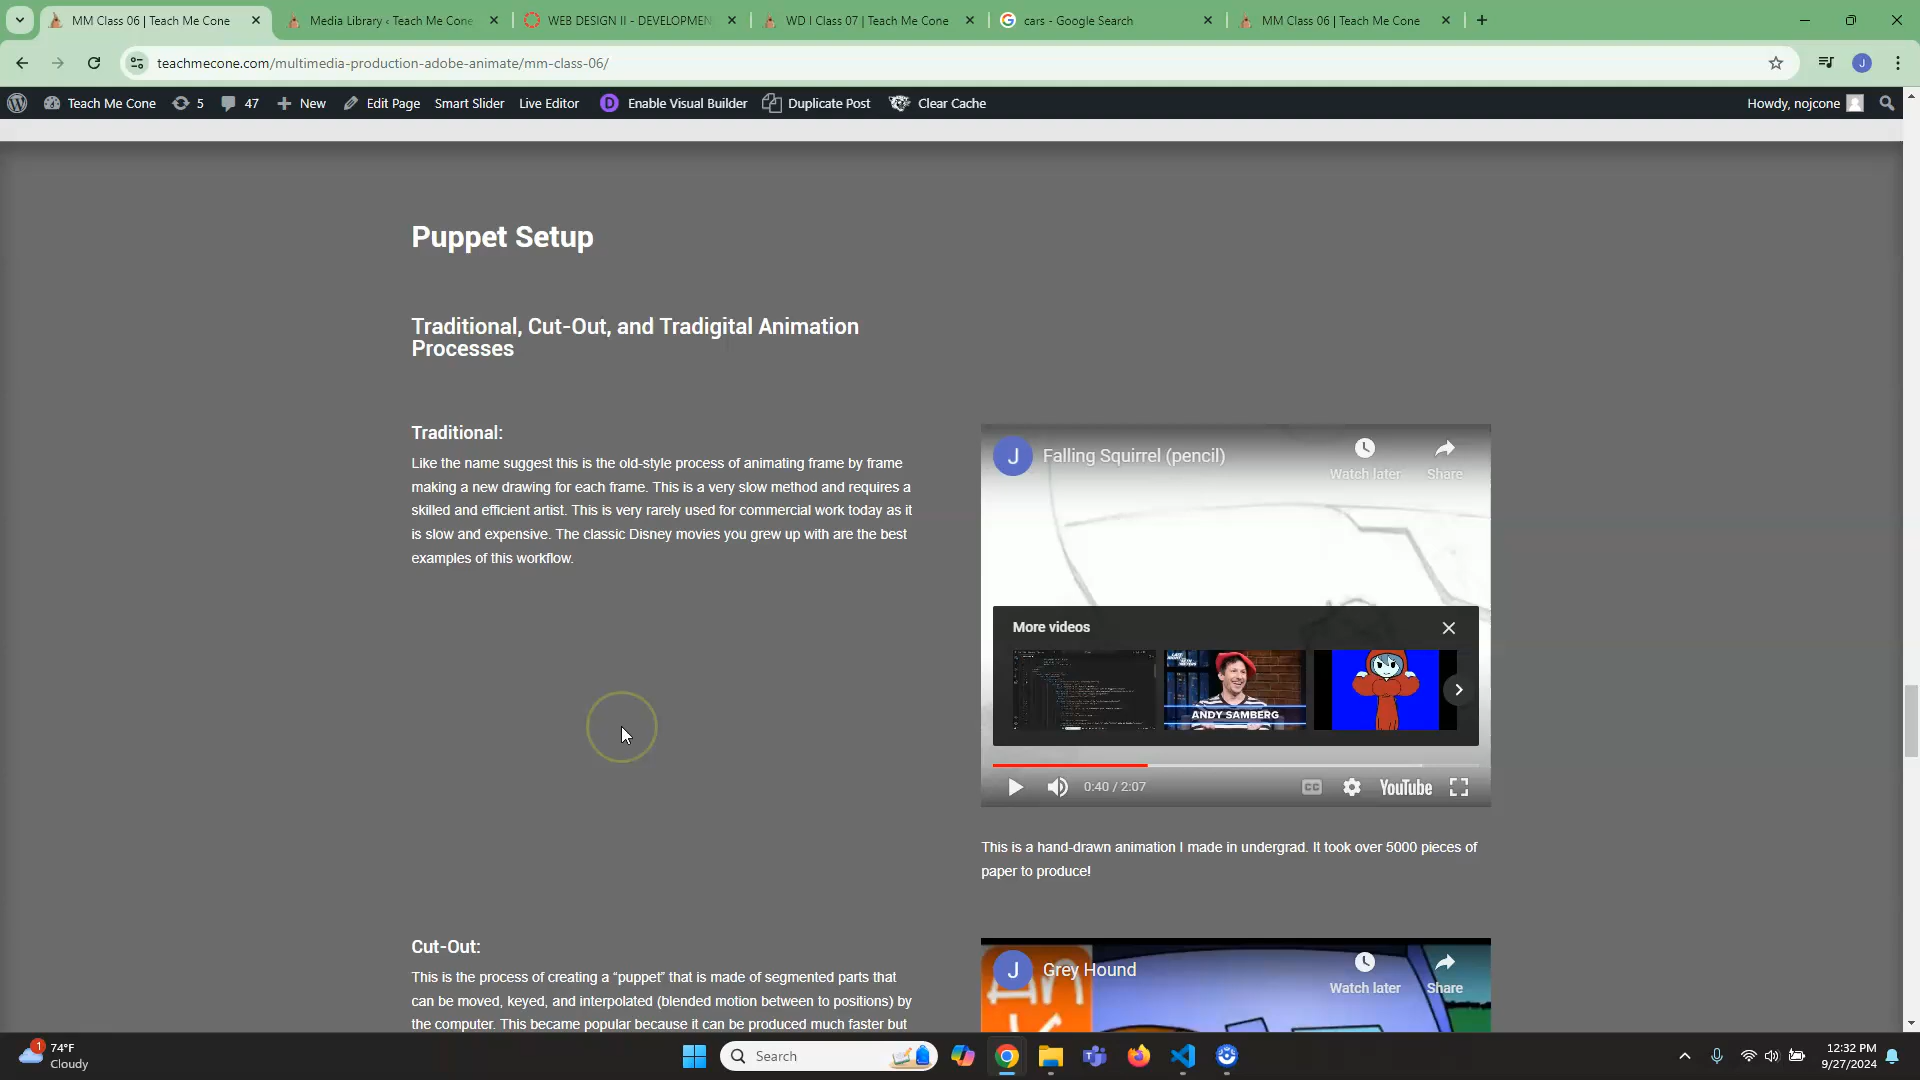 MM Class 06 | Teach Me Cone
Media Library ‹ Teach Me Cone
WEB DESIGN II - DEVELOPMEN
WD I Class 07 | Teach Me Cone
cars - Google Search
MM Class 06 | Teach Me Cone
teachmecone.com/multimedia-production-adobe-animate/mm-class-06/
J
Teach Me Cone
5
47
New
Edit Page
Smart Slider
Live Editor
D
Enable Visual Builder
Duplicate Post
Clear Cache
Howdy, nojcone
Puppet Setup
Traditional, Cut-Out, and Tradigital Animation
Processes
Traditional:
Like the name suggest this is the old-style process of animating frame by frame
making a new drawing for each frame. This is a very slow method and requires a
skilled and efficient artist. This is very rarely used for commercial work today as it
is slow and expensive. The classic Disney movies you grew up with are the best
examples of this workflow.
J
Falling Squirrel (pencil)
Watch later
Share
More videos
ANDY SAMBERG
0:40 / 2:07
CC
YouTube
This is a hand-drawn animation I made in undergrad. It took over 5000 pieces of
paper to produce!
Cut-Out:
This is the process of creating a “puppet” that is made of segmented parts that
can be moved, keyed, and interpolated (blended motion between to positions) by
the computer. This became popular because it can be produced much faster but
J
Grey Hound
Watch later
Share
1
74°F
Cloudy
Search
12:32 PM
9/27/2024